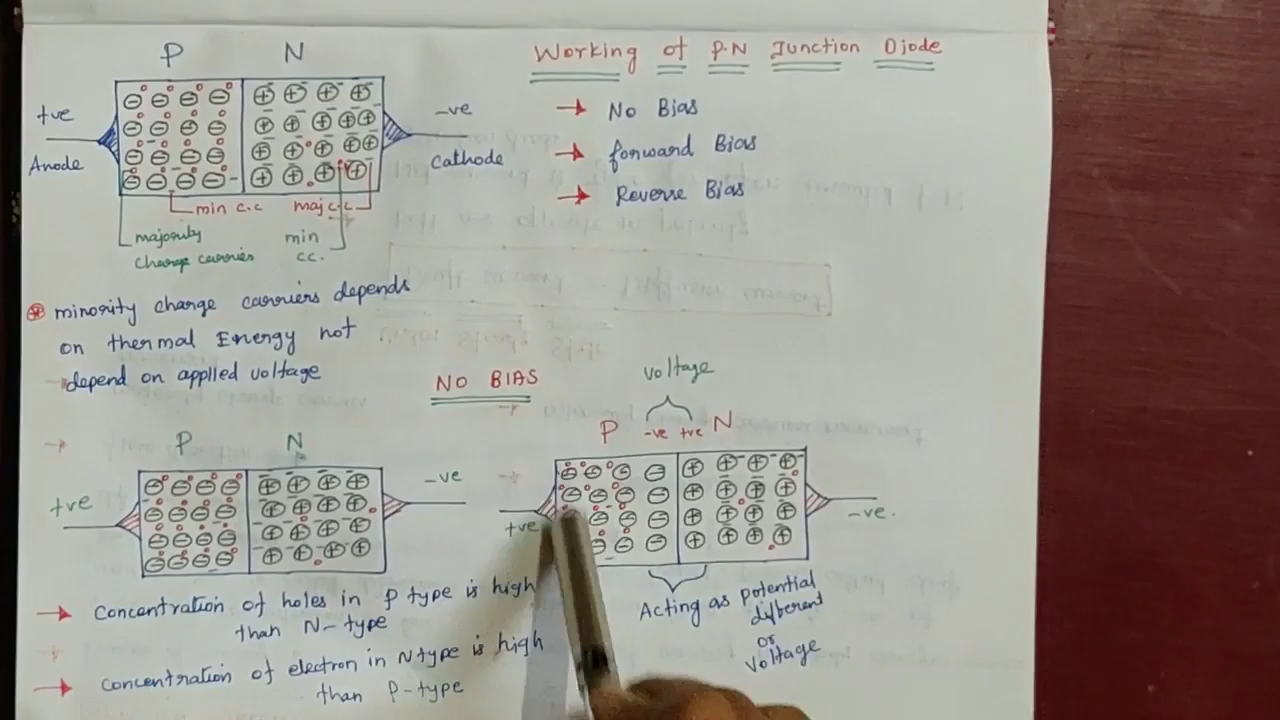 P N
+ve
Anode
-ve
Cathode
min c.c maj c.c
majority
charge carries
min
cc.
Working of P.N Junction Diode
→ No Bias
→ forward Bias
→ Reverse Bias
minority charge carriers depends
on thermal Energy not
depend on applied voltage
NO BIAS
P N
+ve
-ve
→ Concentration of holes in P type is high
than N-type
→ concentration of electron in N type is high
than P-type
voltage
P -ve +ve N
+ve
-ve.
Acting as potential
different
or
voltage